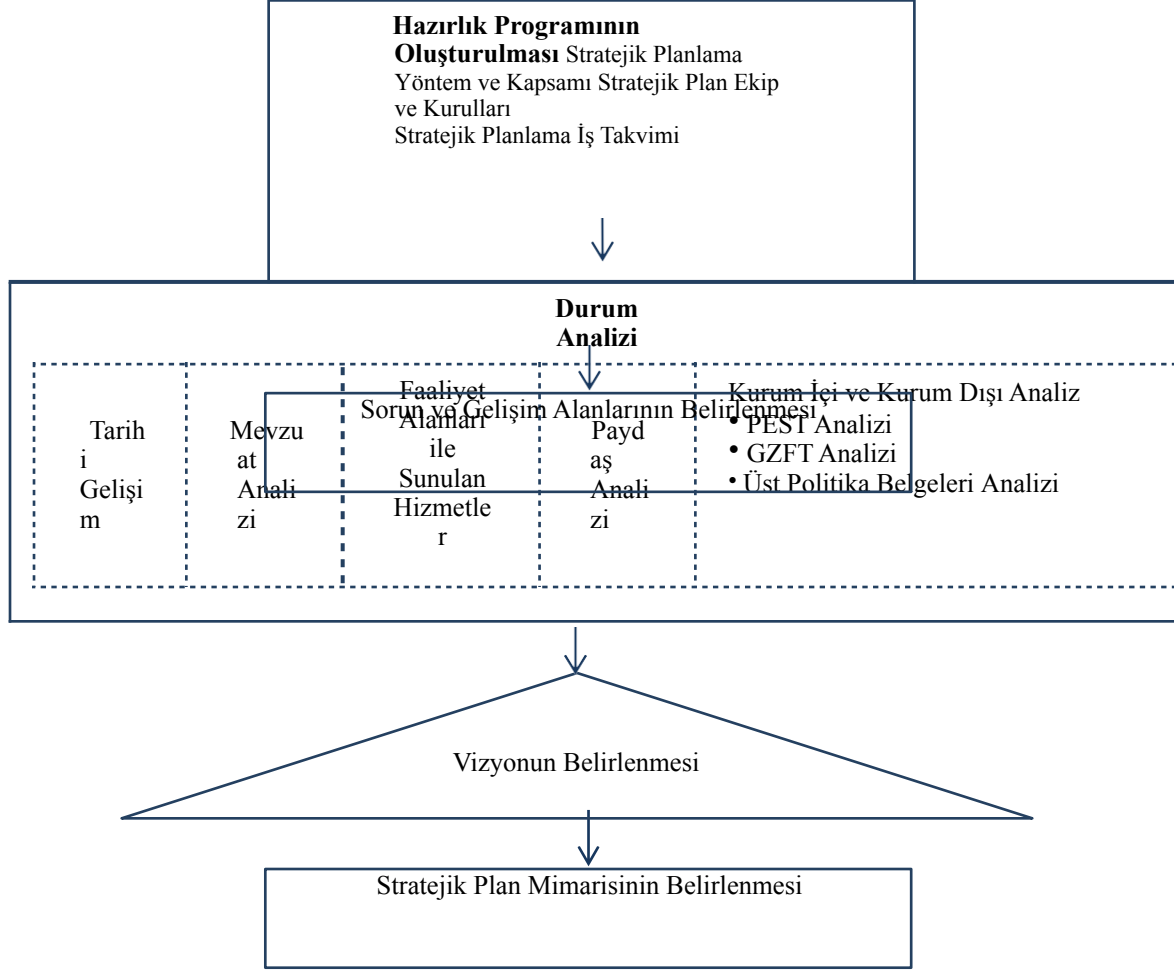 Hazırlık Programının
Oluşturulması Stratejik Planlama
Yöntem ve Kapsamı Stratejik Plan Ekip
ve Kurulları
Stratejik Planlama İş Takvimi
Durum
Analizi
Tarih
i
Gelişi
m
Mevzu
at
Anali
zi
Faaliyet
Alanları
ile
Sunulan
Hizmetle
r
Payd
aş
Anali
zi
Kurum İçi ve Kurum Dışı Analiz
• PEST Analizi
• GZFT Analizi
• Üst Politika Belgeleri Analizi
Sorun ve Gelişim Alanlarının Belirlenmesi
Vizyonun Belirlenmesi
Stratejik Plan Mimarisinin Belirlenmesi